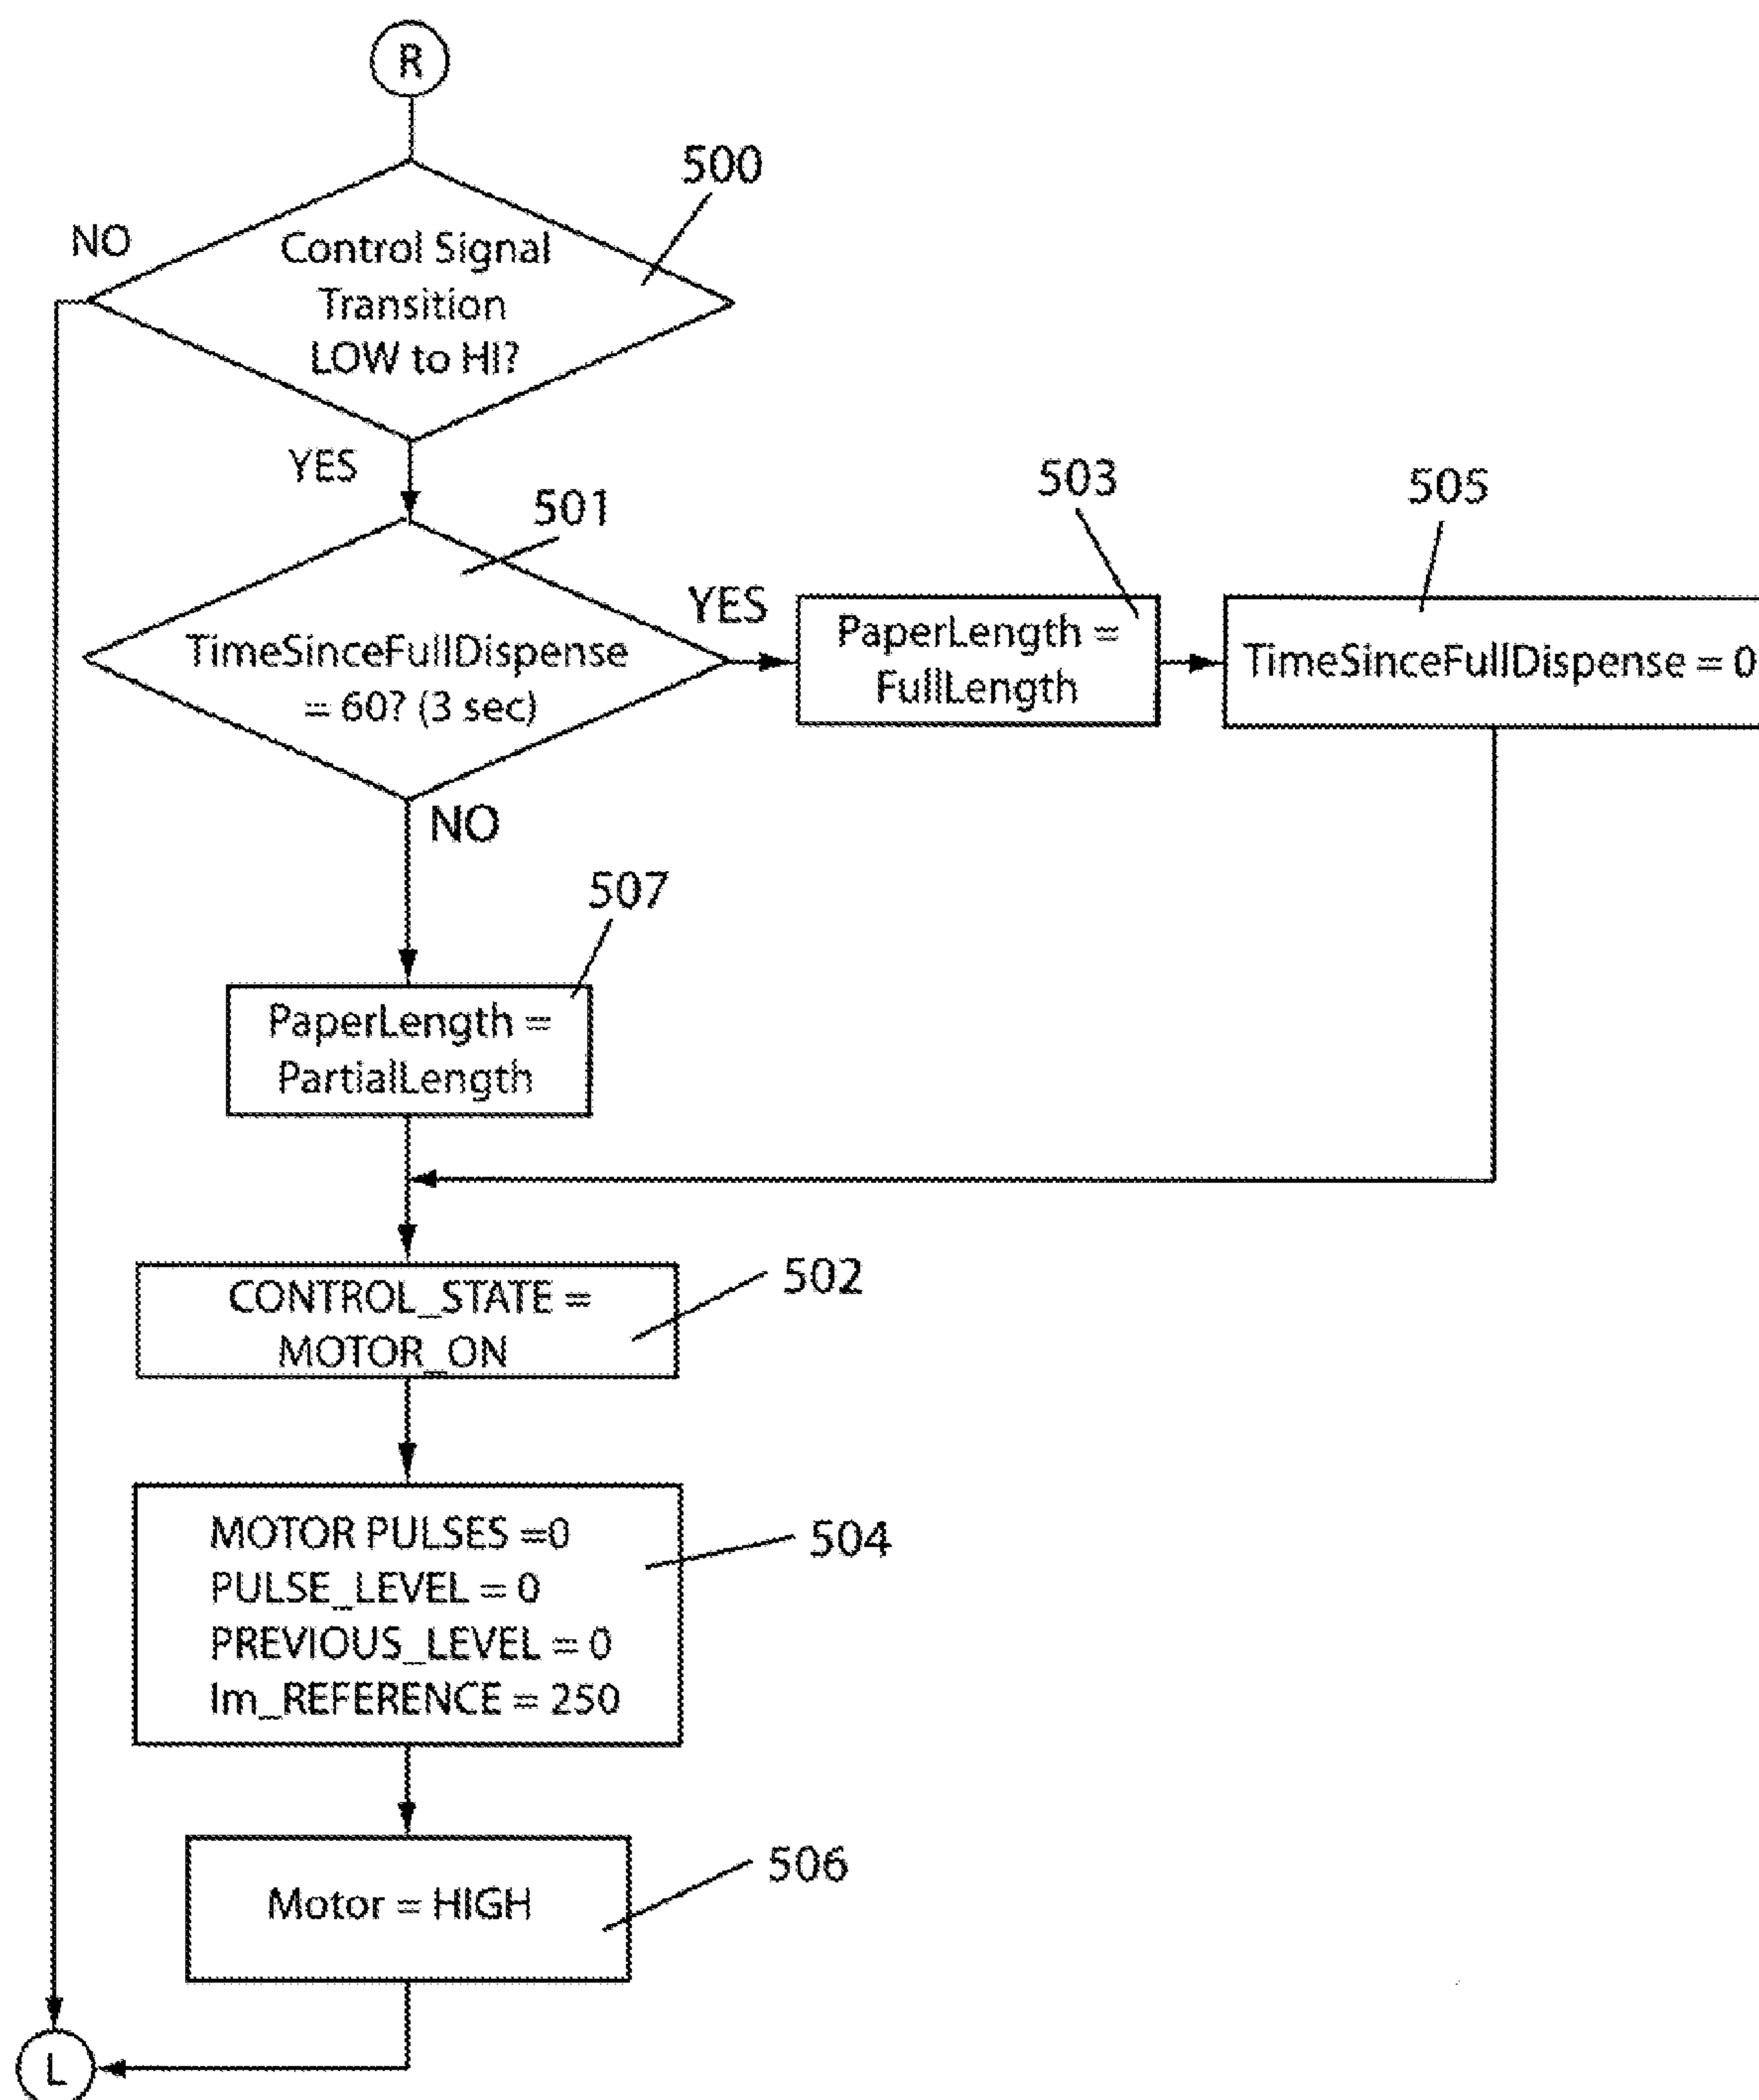 R
500
NO
Control Signal
Transition
LOW to HI?
YES
501
503
505
TimeSinceFullDispense
= 60? (3 sec)
YES
PaperLength =
FullLength
TimeSinceFullDispense = 0
NO
507
PaperLength =
PartialLength
CONTROL_STATE =
MOTOR_ON
502
MOTOR PULSES =0
PULSE_LEVEL = 0
PREVIOUS_LEVEL = 0
Im_REFERENCE = 250
504
Motor = HIGH
506
L